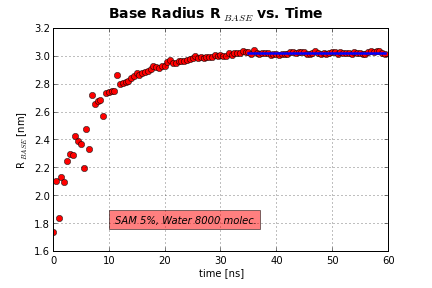 Base Radius R BASE vs. Time
3.2
3.0
2.8
2.6
2.4
2.2
2.0
1.8
1.6
R BASE [nm]
SAM 5%, Water 8000 molec.
0 10 20 30 40 50 60
time [ns]